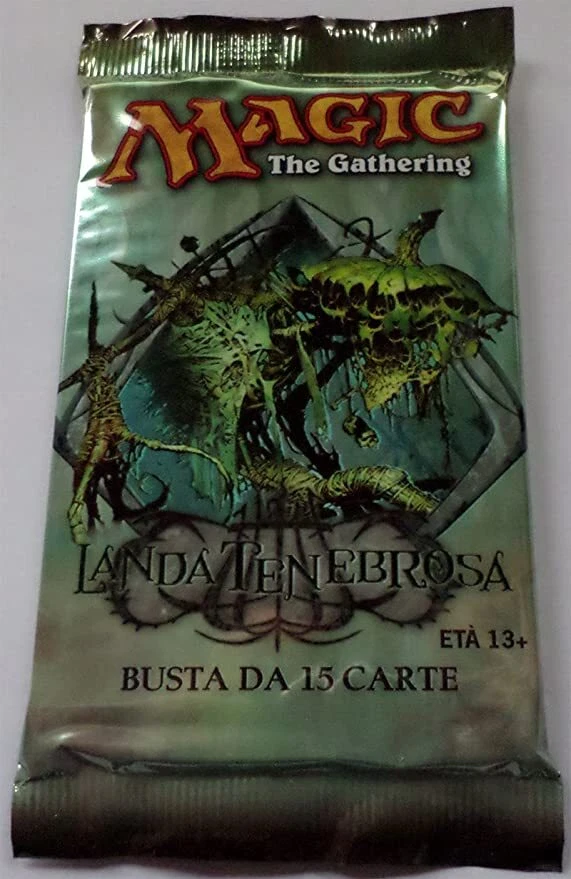 MAGIC
The Gathering
LANDA TENEBROSA
ETÀ 13+
BUSTA DA 15 CARTE